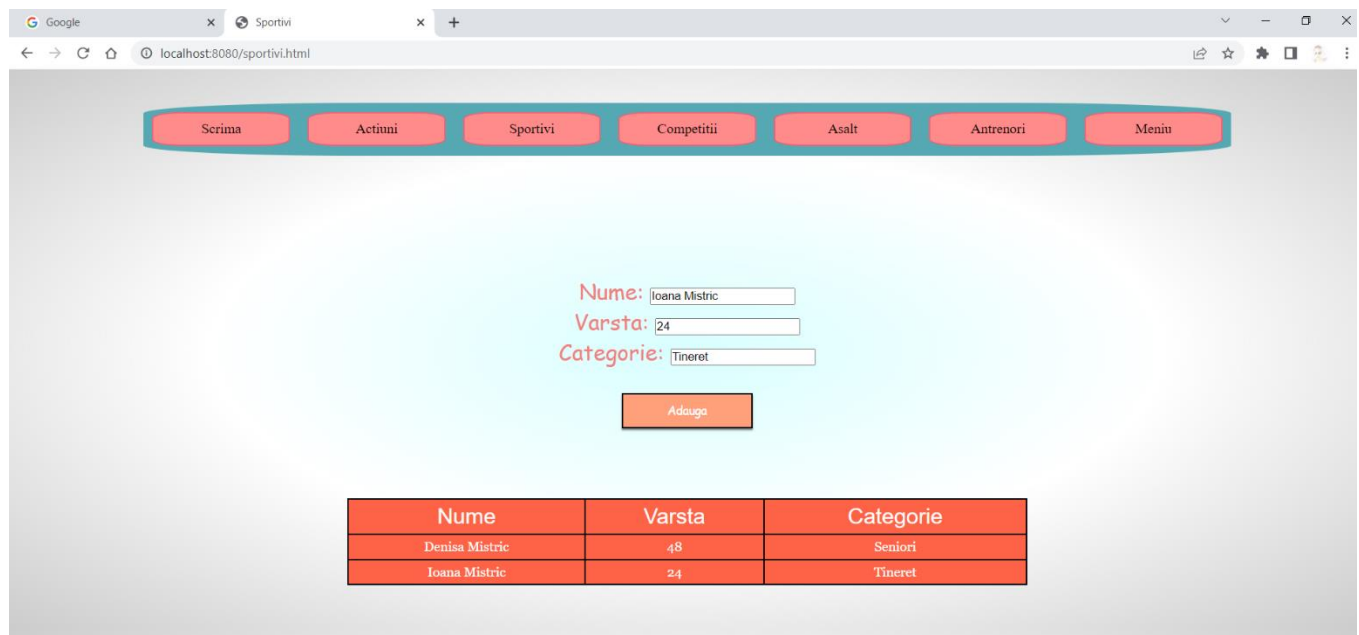 Google Sportivi
localhost:8080/sportivi.html
Scrima Actiuni Sportivi Competitii Asalt Antrenori Meniu
Nume: Ioana Mistric
Varsta: 24
Categorie: Tineret
Adauga
Nume Varsta Categorie
Denisa Mistric 48 Seniori
Ioana Mistric 24 Tineret